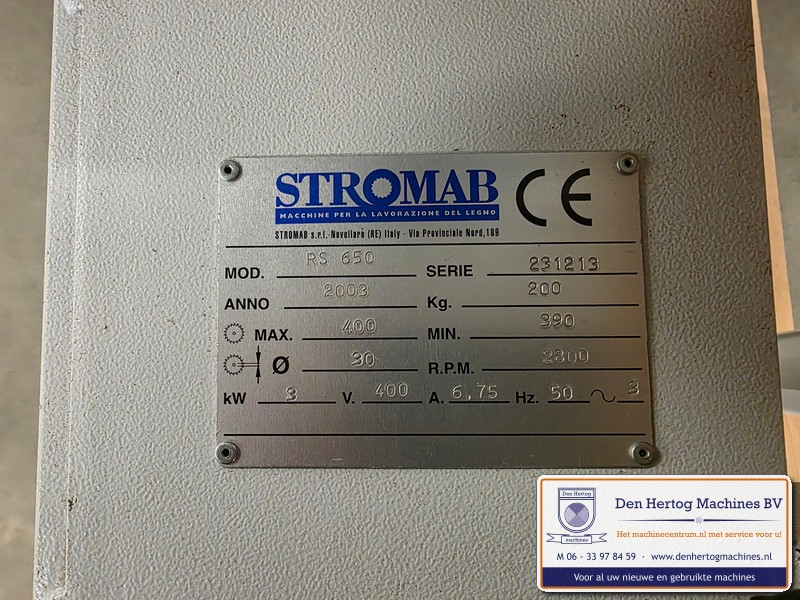 STROMAB CE
MACCHINE PER LA LAVORAZIONE DEL LEGNO
STROMAB s.r.l.-Novellara (RE) Italy - Via Provinciale Nord,189
MOD. RS 650 SERIE 231213
ANNO 2003 Kg. 200
MAX. 400 MIN. 390
Ø 30 R.P.M. 2800
kW 3 V. 400 A. 6,75 Hz. 50 3
Den Hertog
machines
Den Hertog Machines BV
Het machinecentrum.nl met service voor u!
M 06 - 33 97 84 59 · www.denhertogmachines.nl
Voor al uw nieuwe en gebruikte machines